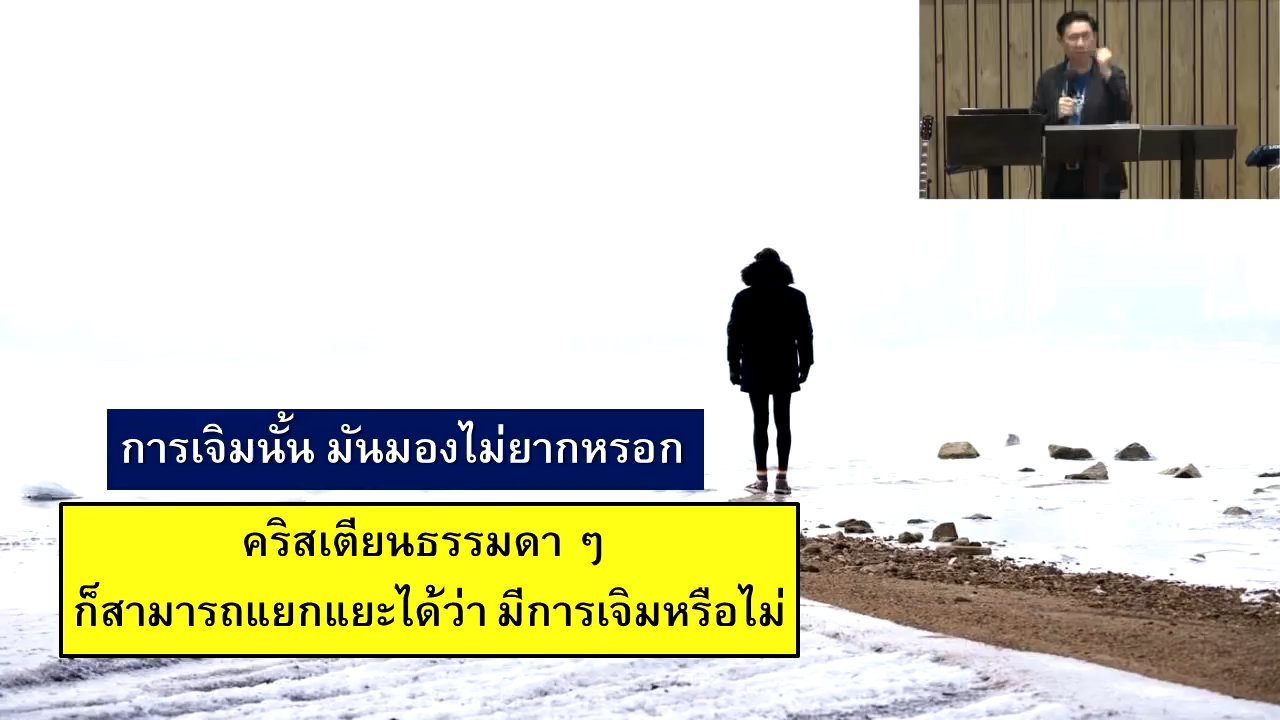 การเจิมนั้น มันมองไม่ยากหรอก
คริสเตียนธรรมดา ๆ
ก็สามารถแยกแยะได้ว่า มีการเจิมหรือไม่